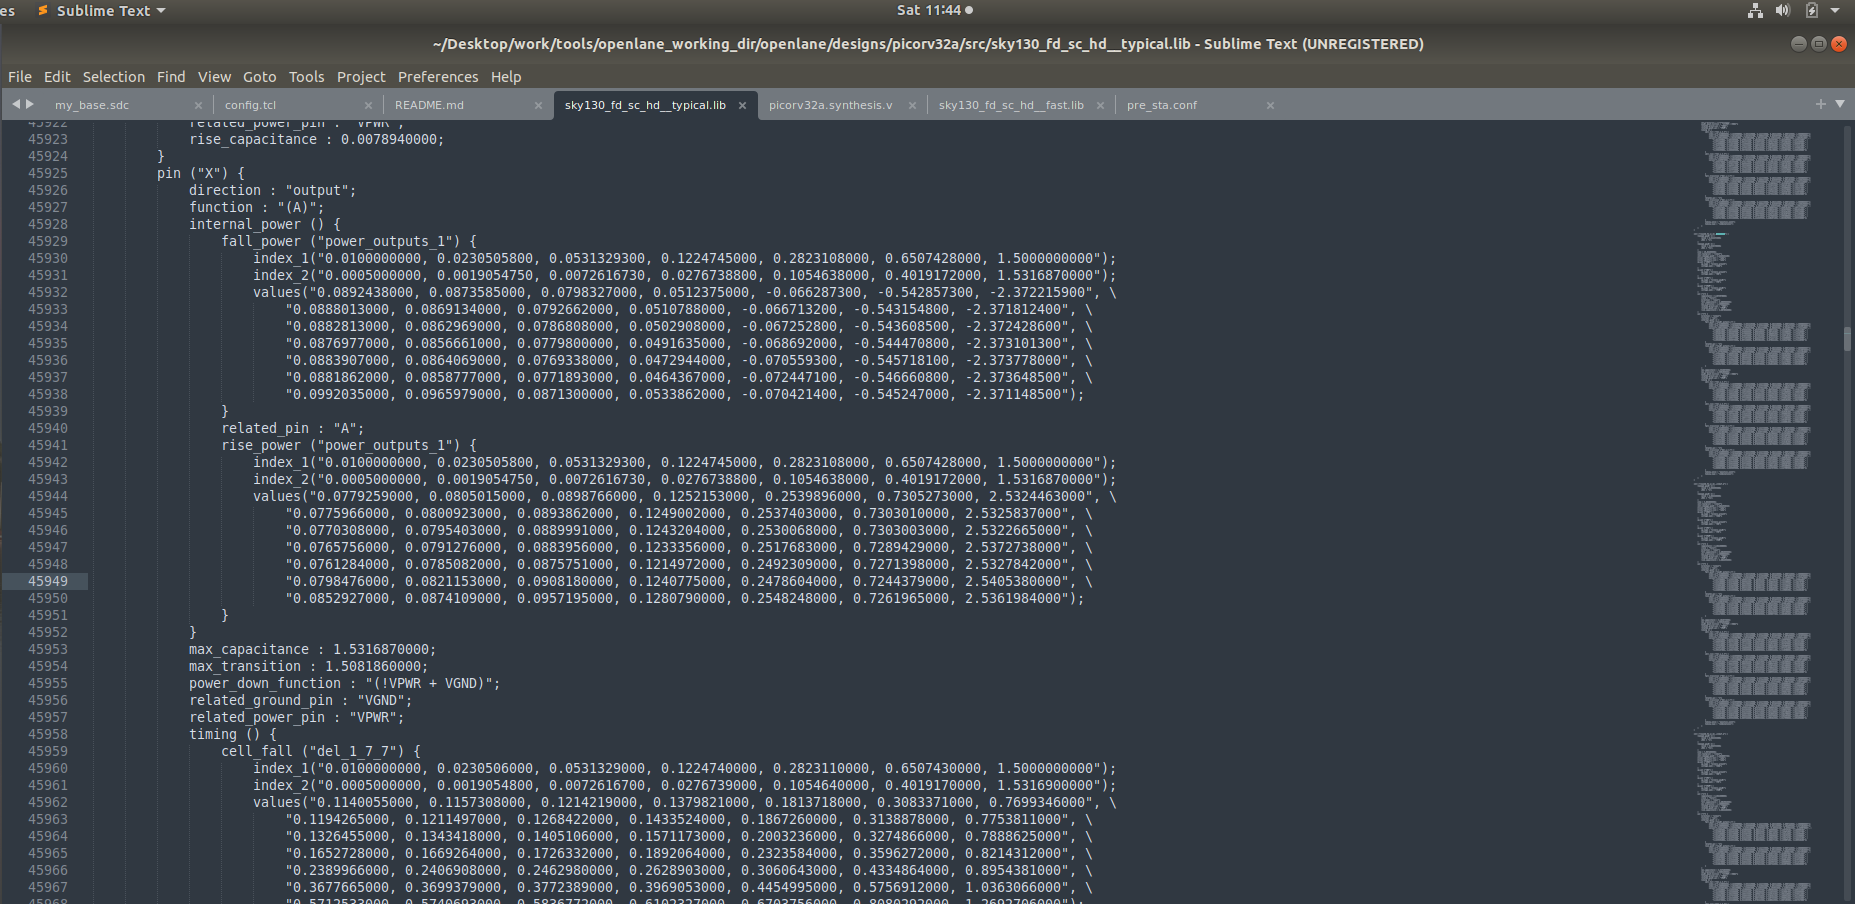 es Sublime Text Sat 11:44
~/Desktop/work/tools/openlane_working_dir/openlane/designs/picorv32a/src/sky130_fd_sc_hd__typical.lib - Sublime Text (UNREGISTERED)
File Edit Selection Find View Goto Tools Project Preferences Help
my_base.sdc × config.tcl × README.md × sky130_fd_sc_hd__typical.lib × picorv32a.synthesis.v × sky130_fd_sc_hd__fast.lib × pre_sta.conf ×
45922 related_power_pin : "VPWR";
45923 rise_capacitance : 0.0078940000;
45924 }
45925 pin ("X") {
45926 direction : "output";
45927 function : "(A)";
45928 internal_power () {
45929 fall_power ("power_outputs_1") {
45930 index_1("0.0100000000, 0.0230505800, 0.0531329300, 0.1224745000, 0.2823108000, 0.6507428000, 1.5000000000");
45931 index_2("0.0005000000, 0.0019054750, 0.0072616730, 0.0276738800, 0.1054638000, 0.4019172000, 1.5316870000");
45932 values("0.0892438000, 0.0873585000, 0.0798327000, 0.0512375000, -0.066287300, -0.542857300, -2.372215900", \
45933 "0.0888013000, 0.0869134000, 0.0792662000, 0.0510788000, -0.066713200, -0.543154800, -2.371812400", \
45934 "0.0882813000, 0.0862969000, 0.0786808000, 0.0502908000, -0.067252800, -0.543608500, -2.372428600", \
45935 "0.0876977000, 0.0856661000, 0.0779800000, 0.0491635000, -0.068692000, -0.544470800, -2.373101300", \
45936 "0.0883907000, 0.0864069000, 0.0769338000, 0.0472944000, -0.070559300, -0.545718100, -2.373778000", \
45937 "0.0881862000, 0.0858777000, 0.0771893000, 0.0464367000, -0.072447100, -0.546660800, -2.373648500", \
45938 "0.0992035000, 0.0965979000, 0.0871300000, 0.0533862000, -0.070421400, -0.545247000, -2.371148500");
45939 }
45940 related_pin : "A";
45941 rise_power ("power_outputs_1") {
45942 index_1("0.0100000000, 0.0230505800, 0.0531329300, 0.1224745000, 0.2823108000, 0.6507428000, 1.5000000000");
45943 index_2("0.0005000000, 0.0019054750, 0.0072616730, 0.0276738800, 0.1054638000, 0.4019172000, 1.5316870000");
45944 values("0.0779259000, 0.0805015000, 0.0898766000, 0.1252153000, 0.2539896000, 0.7305273000, 2.5324463000", \
45945 "0.0775966000, 0.0800923000, 0.0893862000, 0.1249002000, 0.2537403000, 0.7303010000, 2.5325837000", \
45946 "0.0770308000, 0.0795403000, 0.0889991000, 0.1243204000, 0.2530068000, 0.7303003000, 2.5322665000", \
45947 "0.0765756000, 0.0791276000, 0.0883956000, 0.1233356000, 0.2517683000, 0.7289429000, 2.5372738000", \
45948 "0.0761284000, 0.0785082000, 0.0875751000, 0.1214972000, 0.2492309000, 0.7271398000, 2.5327842000", \
45949 "0.0798476000, 0.0821153000, 0.0908180000, 0.1240775000, 0.2478604000, 0.7244379000, 2.5405380000", \
45950 "0.0852927000, 0.0874109000, 0.0957195000, 0.1280790000, 0.2548248000, 0.7261965000, 2.5361984000");
45951 }
45952 }
45953 max_capacitance : 1.5316870000;
45954 max_transition : 1.5081860000;
45955 power_down_function : "(!VPWR + VGND)";
45956 related_ground_pin : "VGND";
45957 related_power_pin : "VPWR";
45958 timing () {
45959 cell_fall ("del_1_7_7") {
45960 index_1("0.0100000000, 0.0230506000, 0.0531329000, 0.1224740000, 0.2823110000, 0.6507430000, 1.5000000000");
45961 index_2("0.0005000000, 0.0019054800, 0.0072616700, 0.0276739000, 0.1054640000, 0.4019170000, 1.5316900000");
45962 values("0.1140055000, 0.1157308000, 0.1214219000, 0.1379821000, 0.1813718000, 0.3083371000, 0.7699346000", \
45963 "0.1194265000, 0.1211497000, 0.1268422000, 0.1433524000, 0.1867260000, 0.3138878000, 0.7753811000", \
45964 "0.1326455000, 0.1343418000, 0.1405106000, 0.1571173000, 0.2003236000, 0.3274866000, 0.7888625000", \
45965 "0.1652728000, 0.1669264000, 0.1726332000, 0.1892064000, 0.2323584000, 0.3596272000, 0.8214312000", \
45966 "0.2389966000, 0.2406908000, 0.2462980000, 0.2628903000, 0.3060643000, 0.4334864000, 0.8954381000", \
45967 "0.3677665000, 0.3699379000, 0.3772389000, 0.3969053000, 0.4454995000, 0.5756912000, 1.0363066000", \
45968 "0.5712533000, 0.5740693000, 0.5836772000, 0.6102327000, 0.6703756000, 0.8080292000, 1.2692706000");